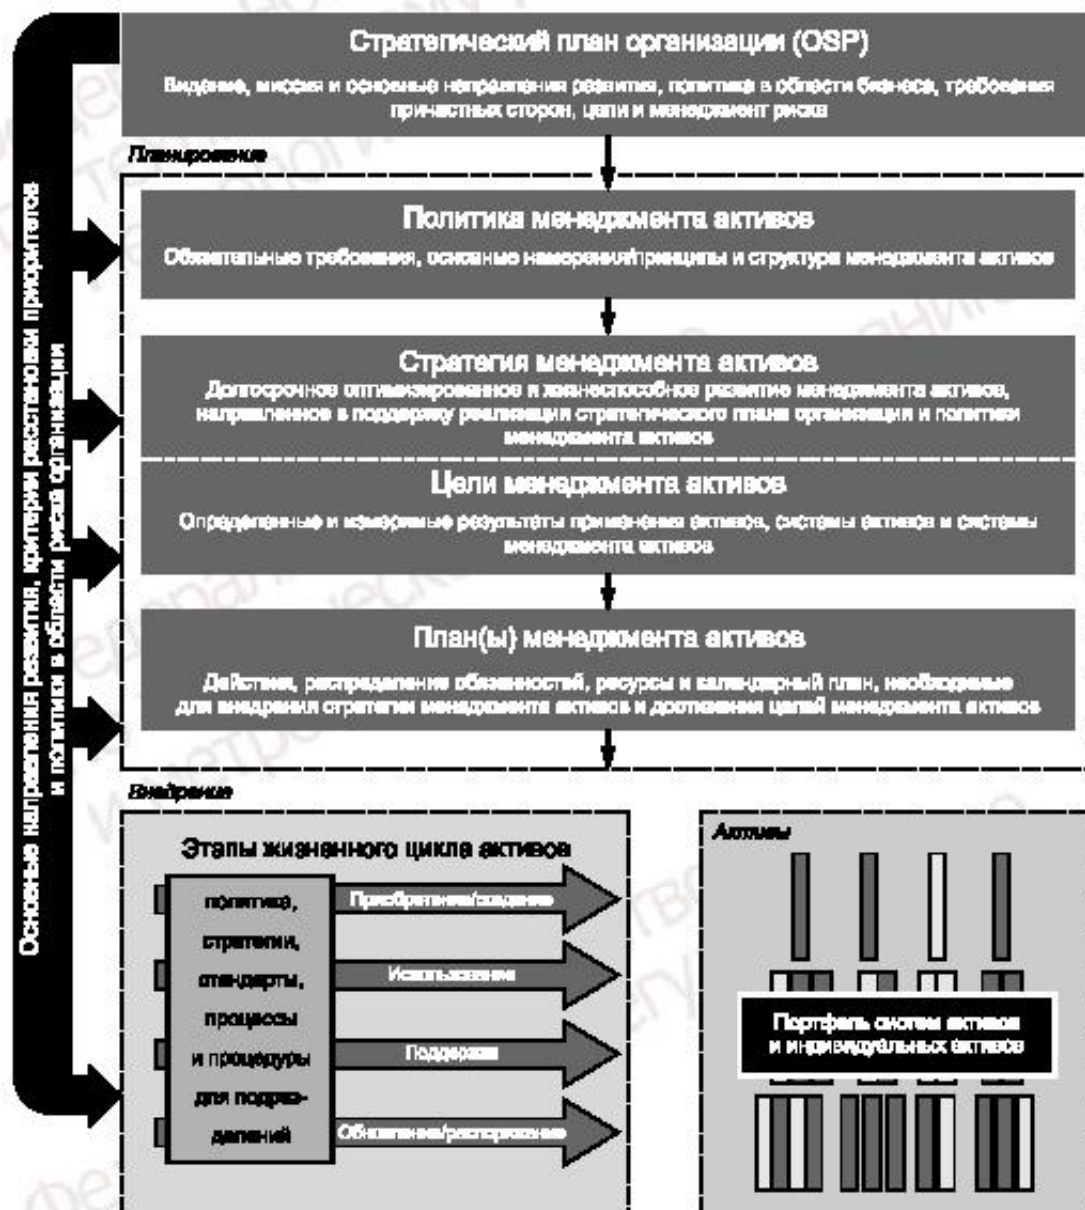 Стратегический план организации (OSP)
Видение, миссия и основные направления развития, политика в области бизнеса, требования
причастных сторон, цели и менеджмент риска
Планирование
Политика менеджмента активов
Обязательные требования, основные намерения/принципы и структура менеджмента активов
Стратегия менеджмента активов
Долгосрочное оптимизированное и жизнеспособное развитие менеджмента активов,
направленное в поддержку реализация стратегического плана организация и политики
менеджмента активов
Цели менеджмента активов
Определенные и измеримые результаты применения активов, системы активов и системы
менеджмента активов
План(ы) менеджмента активов
Действия, распределения обязанностей, ресурсы и календарный план, необходимые
для внедрения стратегии менеджмента активов и достижения целей менеджмента активов
Основные направления развития, критерии расстановки приоритетов
и политики в области риска организации
Внедрение
Этапы жизненного цикла активов
политика,
стратегии,
стандарты,
процессы
и процедуры
для подраз-
делений
Приобретение/создание
Использование
Поддержка
Обновление/распоряжение
Активы
Портфель систем активов
и индивидуальных активов